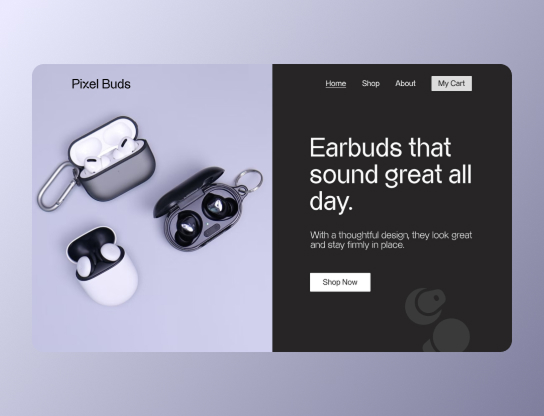 Pixel Buds
Home
Shop
About
My Cart
Earbuds that
sound great all
day.
With a thoughtful design, they look great
and stay firmly in place.
Shop Now